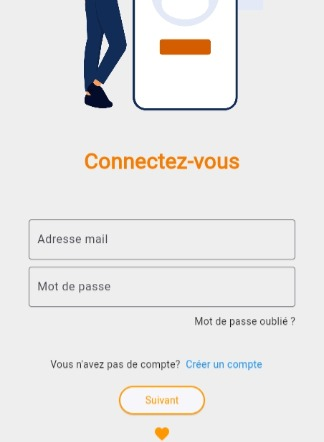 Connectez-vous
Adresse mail
Mot de passe
Mot de passe oublié ?
Vous n'avez pas de compte? Créer un compte
Suivant